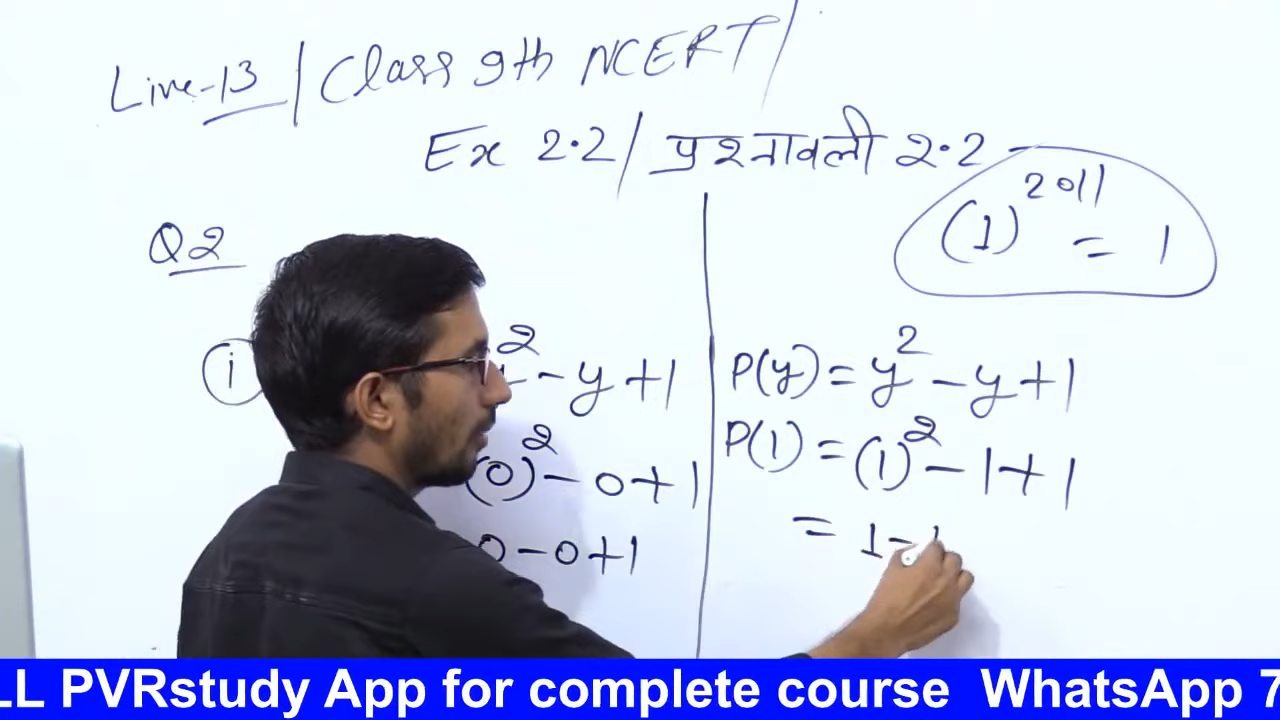 Live-13 / Class 9th NCERT /
Ex 2.2 / प्रश्नावली 2.2
(1)^2011 = 1
Q2
i
2 - y + 1
(0)^2 - 0 + 1
0 - 0 + 1
P(y) = y^2 - y + 1
P(1) = (1)^2 - 1 + 1
= 1 - 1
LL PVRstudy App for complete course WhatsApp 7